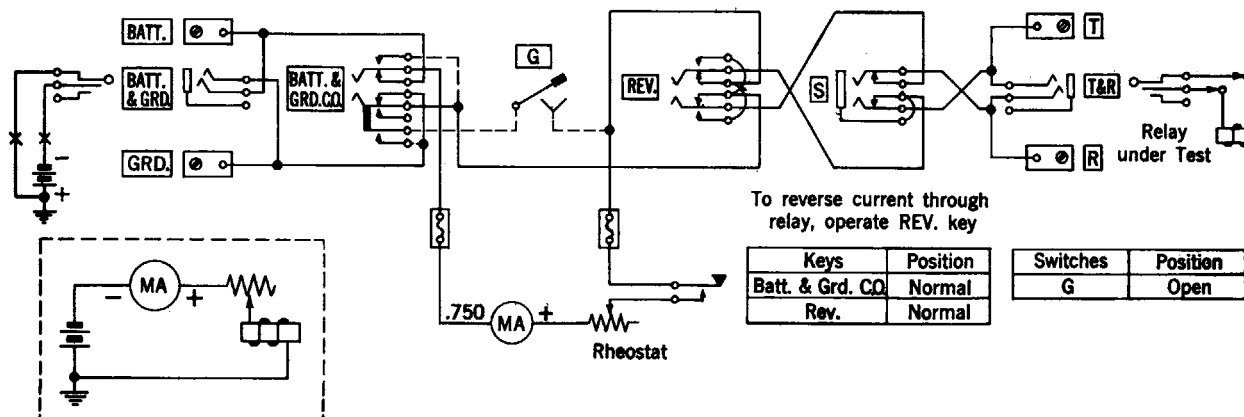 BATT.
BATT. & GRD.
GRD.
BATT. & GRD. C.O.
G
REV.
S
T
T&R
R
Relay under Test
- +
To reverse current through
relay, operate REV. key
Keys Position
Batt. & Grd. C.O. Normal
Rev. Normal
Switches Position
G Open
- MA +
.750 MA +
Rheostat